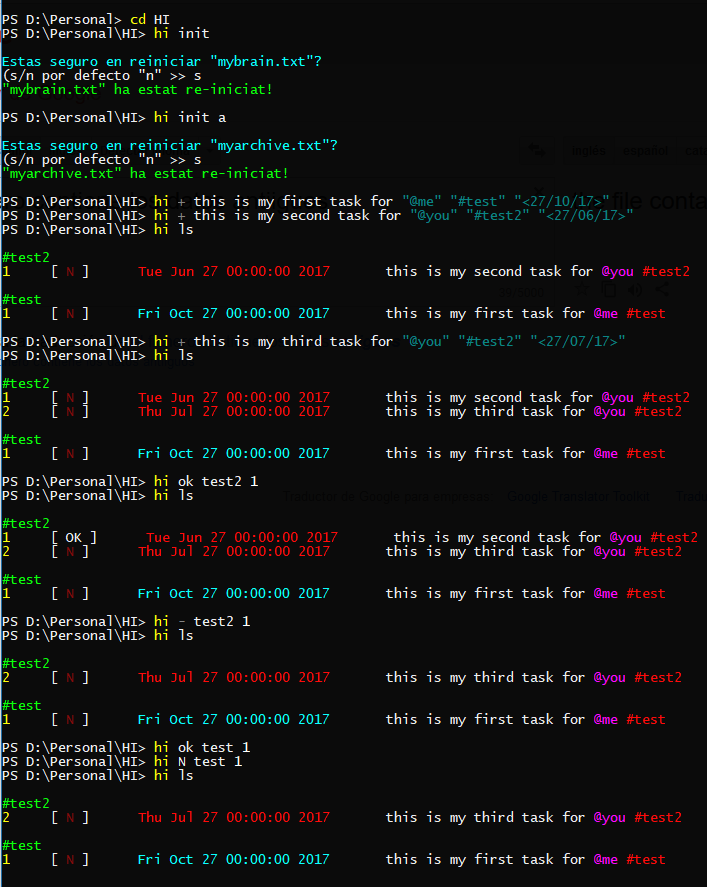 PS D:\Personal> cd HI
PS D:\Personal\HI> hi init
Estas seguro en reiniciar "mybrain.txt"?
(s/n por defecto "n" >> s
"mybrain.txt" ha estat re-iniciat!
PS D:\Personal\HI> hi init a
Estas seguro en reiniciar "myarchive.txt"?
(s/n por defecto "n" >> s
"myarchive.txt" ha estat re-iniciat!
PS D:\Personal\HI> hi + this is my first task for "@me" "#test" "<27/10/17>"
PS D:\Personal\HI> hi + this is my second task for "@you" "#test2" "<27/06/17>"
PS D:\Personal\HI> hi ls
#test2
1 [ N ] Tue Jun 27 00:00:00 2017 this is my second task for @you #test2
#test
1 [ N ] Fri Oct 27 00:00:00 2017 this is my first task for @me #test
PS D:\Personal\HI> hi + this is my third task for "@you" "#test2" "<27/07/17>"
PS D:\Personal\HI> hi ls
#test2
1 [ N ] Tue Jun 27 00:00:00 2017 this is my second task for @you #test2
2 [ N ] Thu Jul 27 00:00:00 2017 this is my third task for @you #test2
#test
1 [ N ] Fri Oct 27 00:00:00 2017 this is my first task for @me #test
PS D:\Personal\HI> hi ok test2 1
PS D:\Personal\HI> hi ls
#test2
1 [ OK ] Tue Jun 27 00:00:00 2017 this is my second task for @you #test2
2 [ N ] Thu Jul 27 00:00:00 2017 this is my third task for @you #test2
#test
1 [ N ] Fri Oct 27 00:00:00 2017 this is my first task for @me #test
PS D:\Personal\HI> hi - test2 1
PS D:\Personal\HI> hi ls
#test2
2 [ N ] Thu Jul 27 00:00:00 2017 this is my third task for @you #test2
#test
1 [ N ] Fri Oct 27 00:00:00 2017 this is my first task for @me #test
PS D:\Personal\HI> hi ok test 1
PS D:\Personal\HI> hi N test 1
PS D:\Personal\HI> hi ls
#test2
2 [ N ] Thu Jul 27 00:00:00 2017 this is my third task for @you #test2
#test
1 [ N ] Fri Oct 27 00:00:00 2017 this is my first task for @me #test